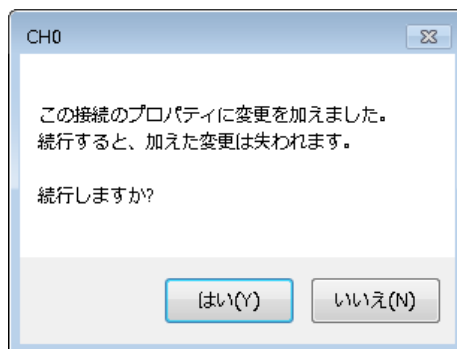 CH0
この接続のプロパティに変更を加えました。
続行すると、加えた変更は失われます。
続行しますか?
はい(Y)
いいえ(N)